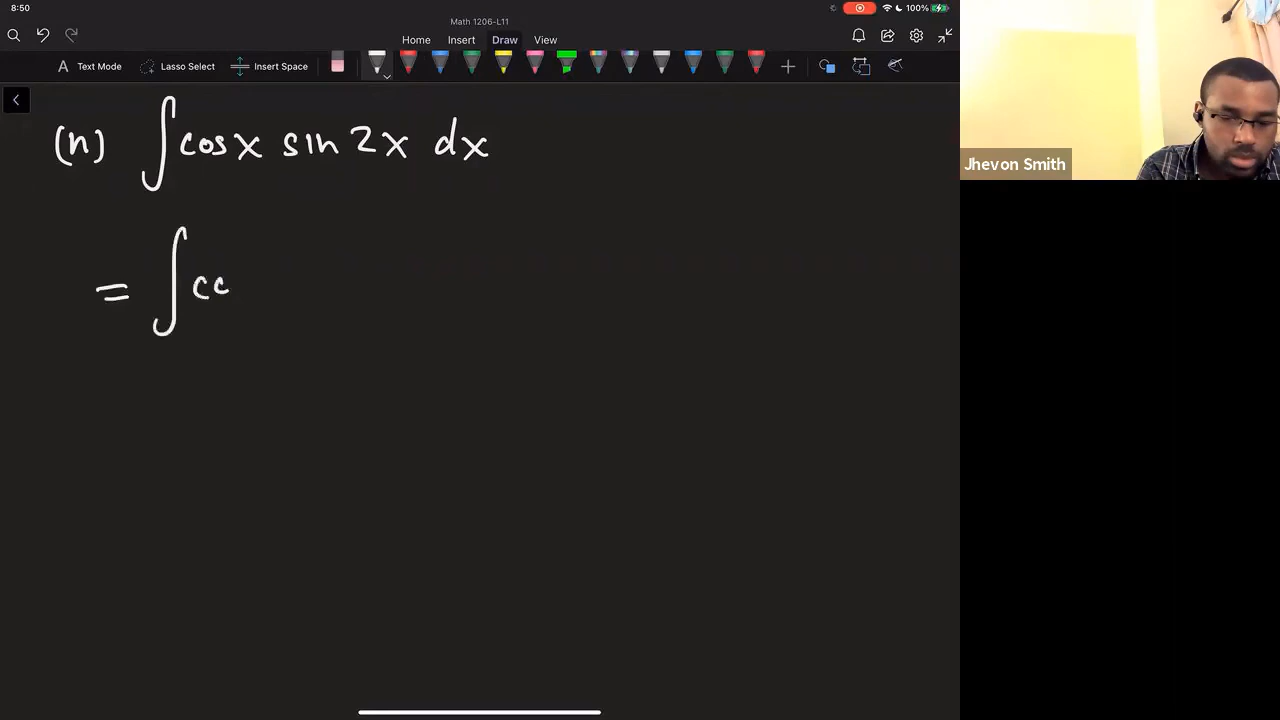 8:50
100%
Math 1206-L11
Home Insert Draw View
Text Mode Lasso Select Insert Space
(n) ∫ cos x sin 2x dx
= ∫ cc
Jhevon Smith